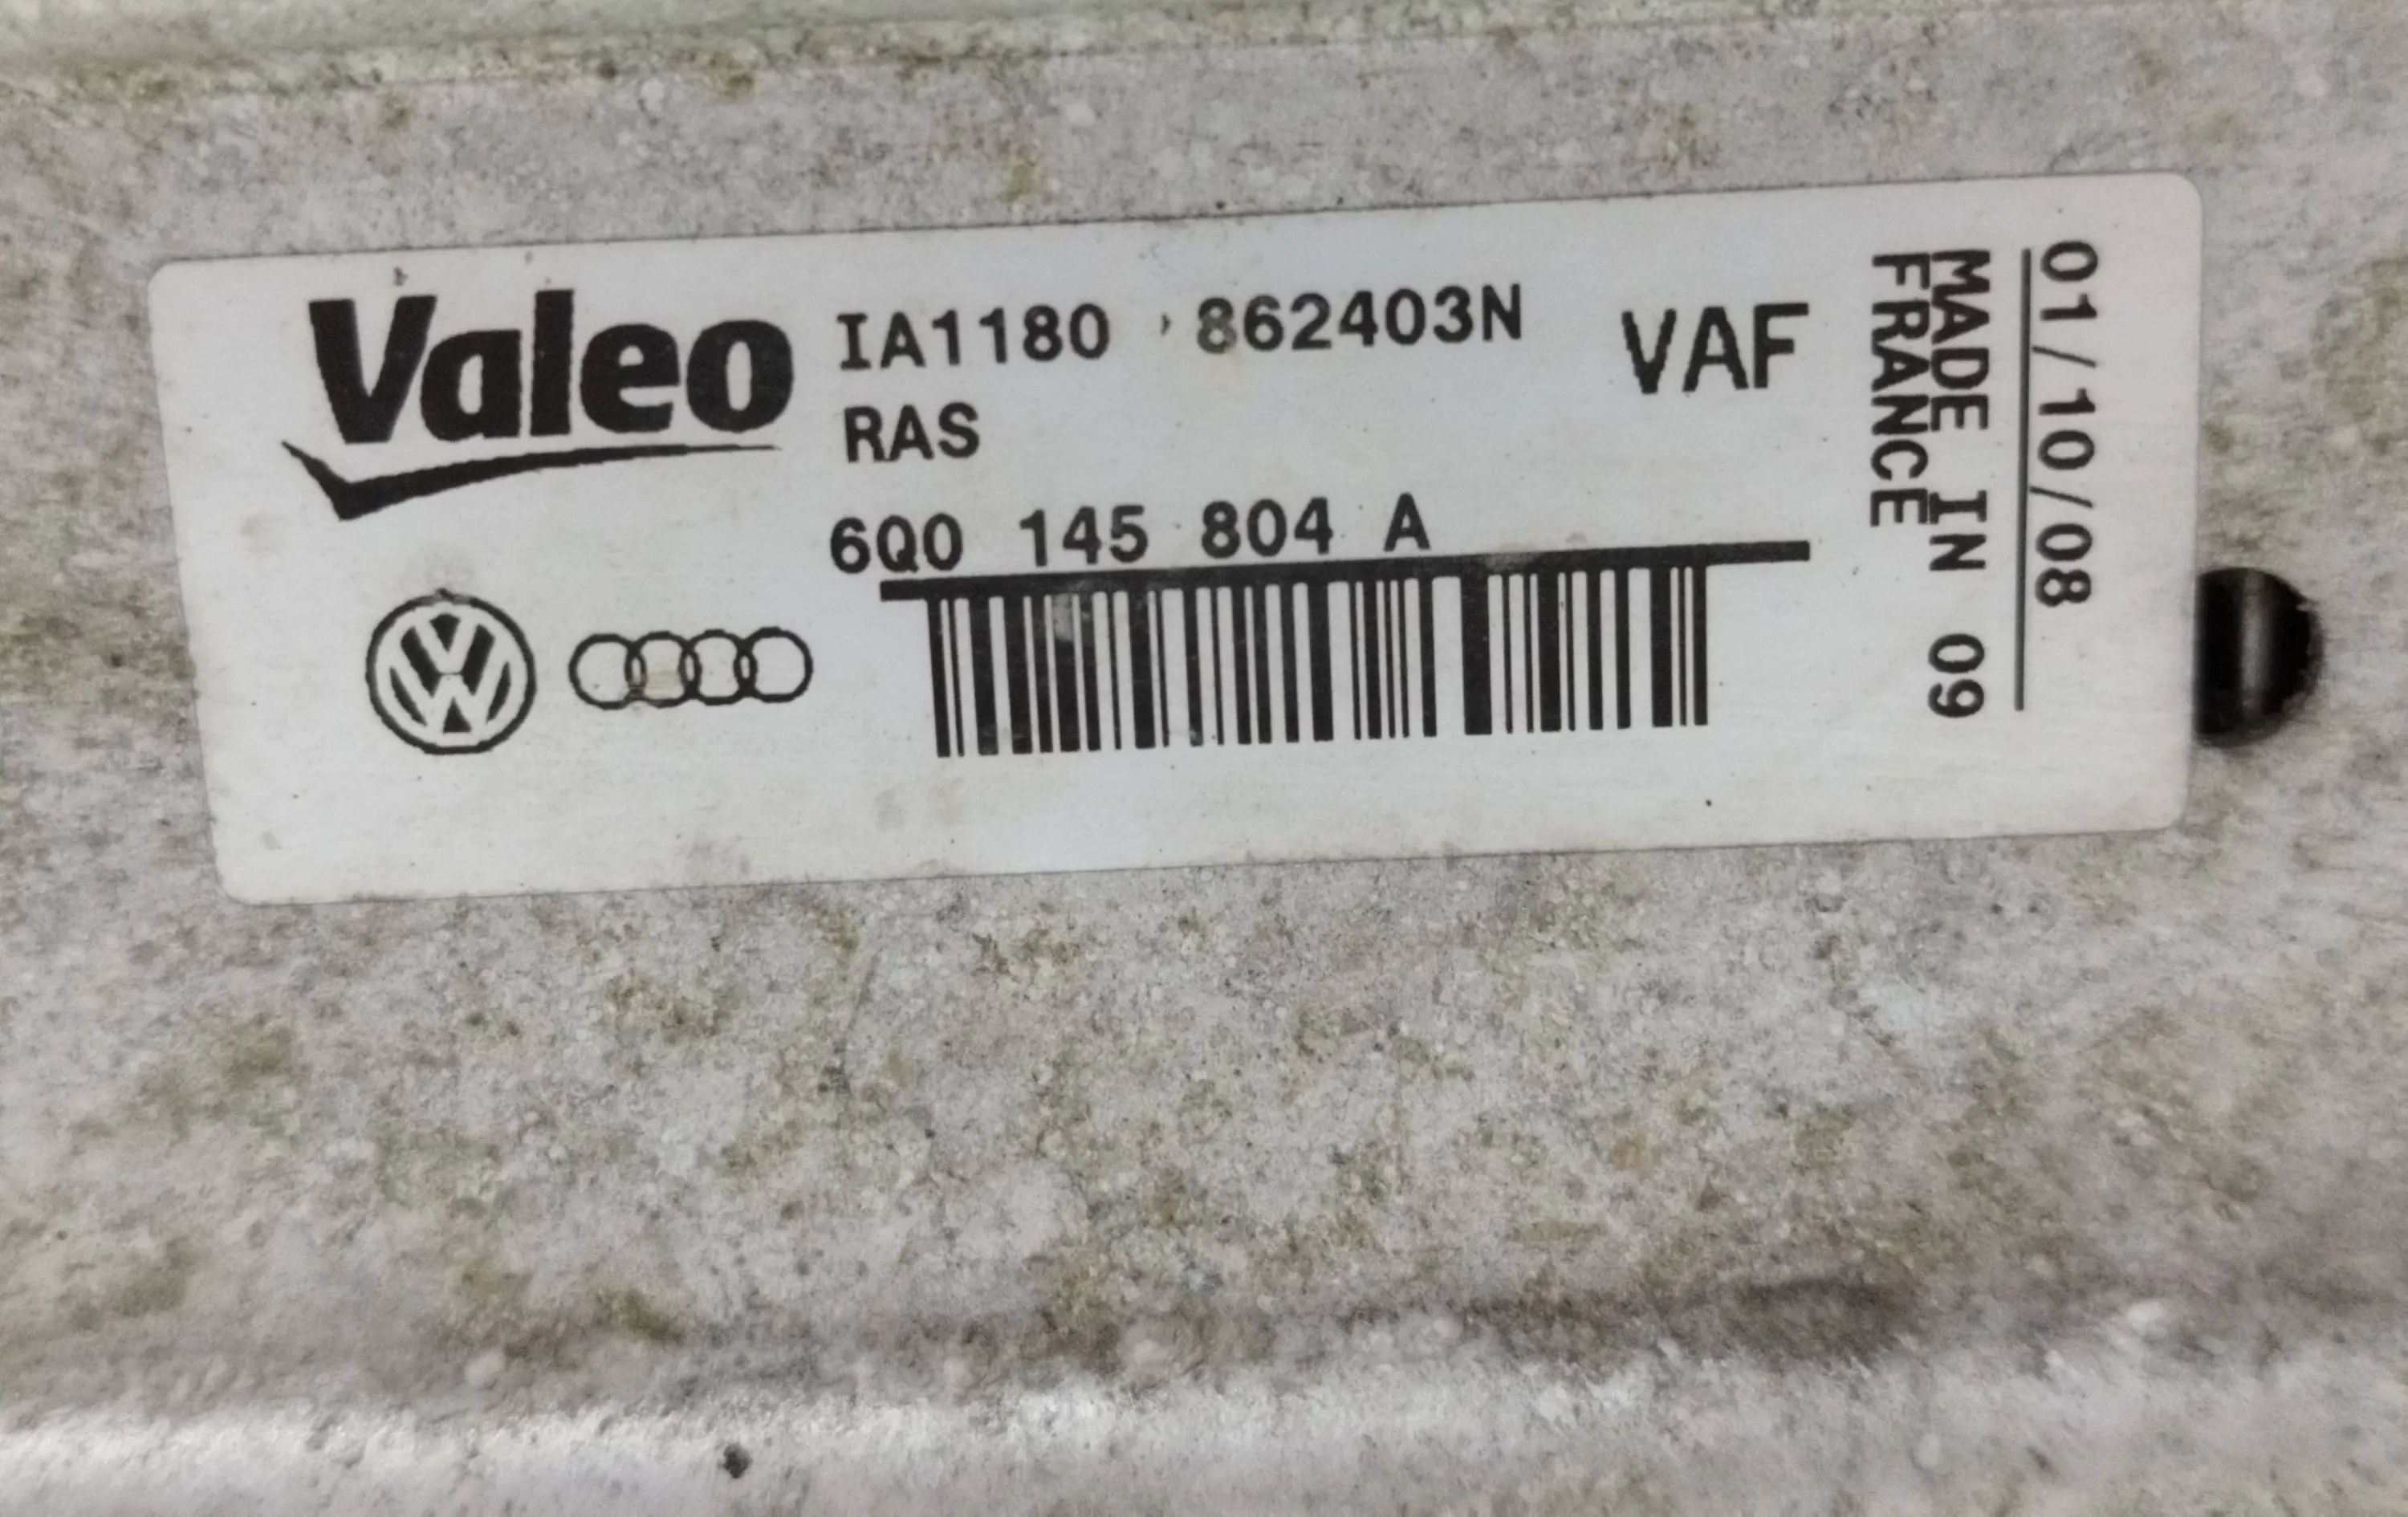 Valeo
IA1180 862403N
VAF
RAS
6Q0 145 804 A
01/10/08
MADE IN 09
FRANCE